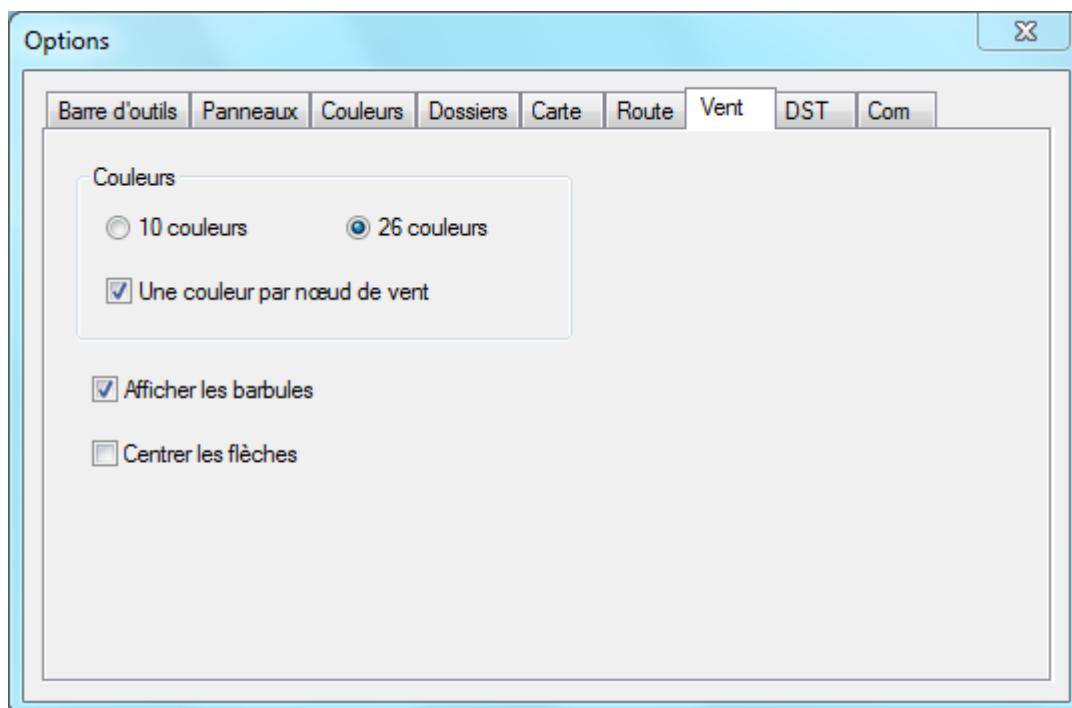 Options
Barre d'outils Panneaux Couleurs Dossiers Carte Route Vent DST Com
Couleurs
10 couleurs 26 couleurs
Une couleur par nœud de vent
Afficher les barbules
Centrer les flèches